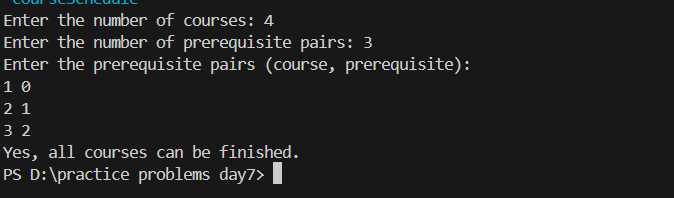 courseSchedule
Enter the number of courses: 4
Enter the number of prerequisite pairs: 3
Enter the prerequisite pairs (course, prerequisite):
1 0
2 1
3 2
Yes, all courses can be finished.
PS D:\practice problems day7>